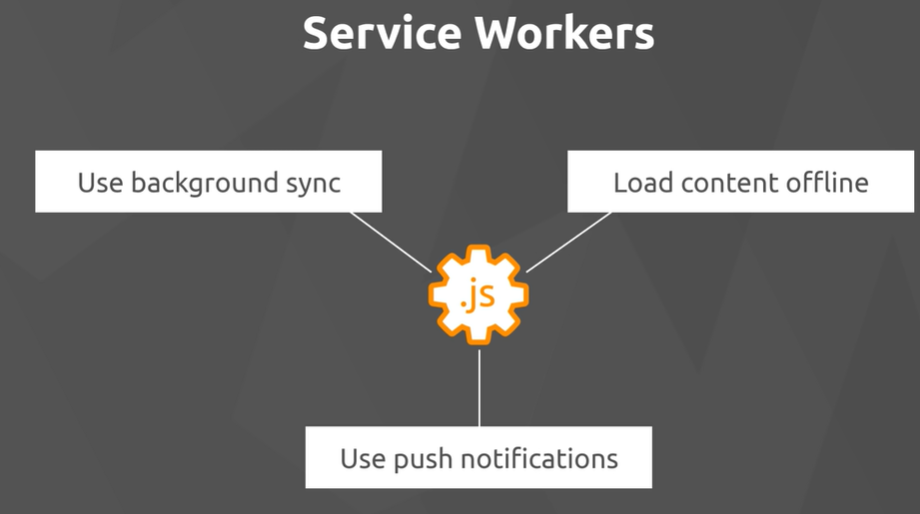 Service Workers
Use background sync
Load content offline
.js
Use push notifications